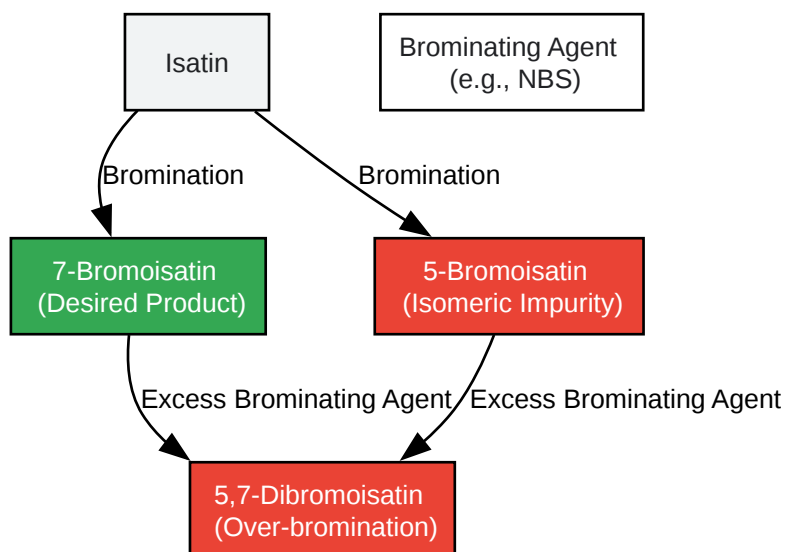 Isatin
Brominating Agent
(e.g., NBS)
Bromination
Bromination
7-Bromoisatin
(Desired Product)
5-Bromoisatin
(Isomeric Impurity)
Excess Brominating Agent
Excess Brominating Agent
5,7-Dibromoisatin
(Over-bromination)